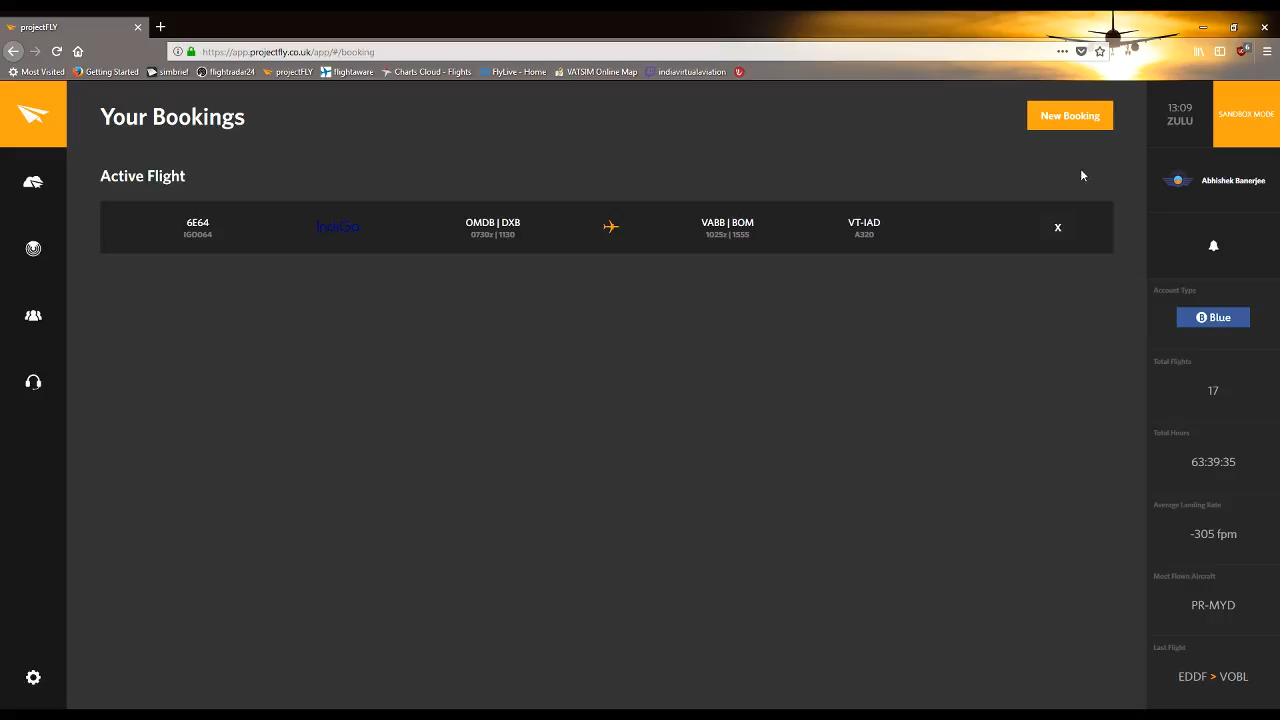 projectFLY
https://app.projectfly.co.uk/app/#/booking
Most Visited Getting Started simbrief flightradar24 projectFLY flightaware Charts Cloud - Flights FlyLive - Home VATSIM Online Map indiavirtualaviation
Your Bookings
New Booking
13:09
ZULU
SANDBOX MODE
Active Flight
Abhishek Banerjee
6E64
IGO064
IndiGo
OMDB | DXB
0730z | 1130
VABB | BOM
1025z | 1555
VT-IAD
A320
X
Account Type
B Blue
Total Flights
17
Total Hours
63:39:35
Average Landing Rate
-305 fpm
Most Flown Aircraft
PR-MYD
Last Flight
EDDF > VOBL